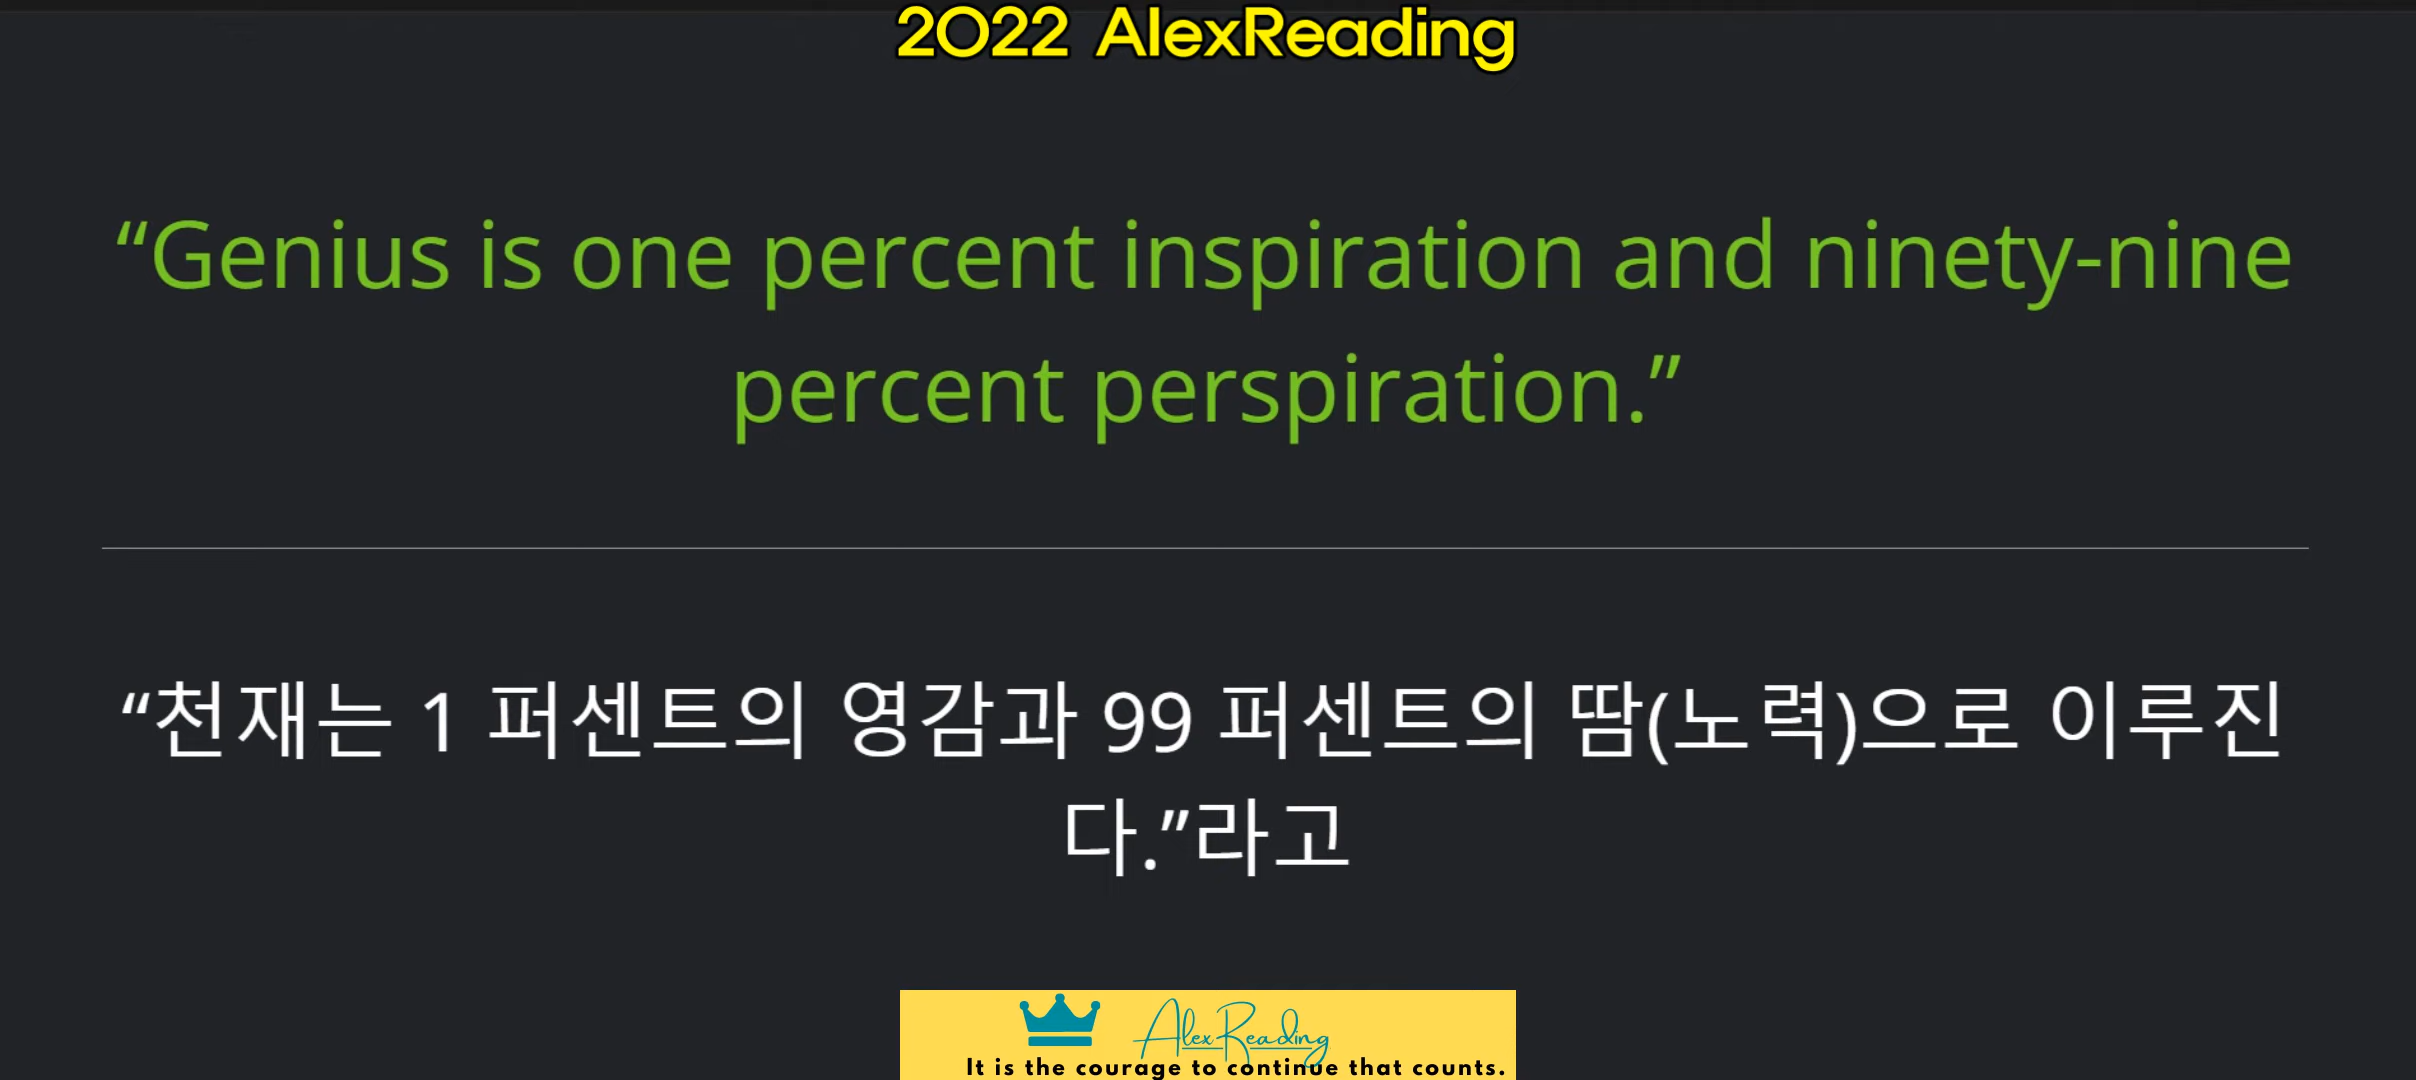 2022 AlexReading
“Genius is one percent inspiration and ninety-nine
percent perspiration.”
“천재는 1 퍼센트의 영감과 99 퍼센트의 땀(노력)으로 이루진
다.”라고
AlexReading
It is the courage to continue that counts.